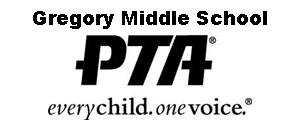 Gregory Middle School
PTA®
everychild. onevoice.®